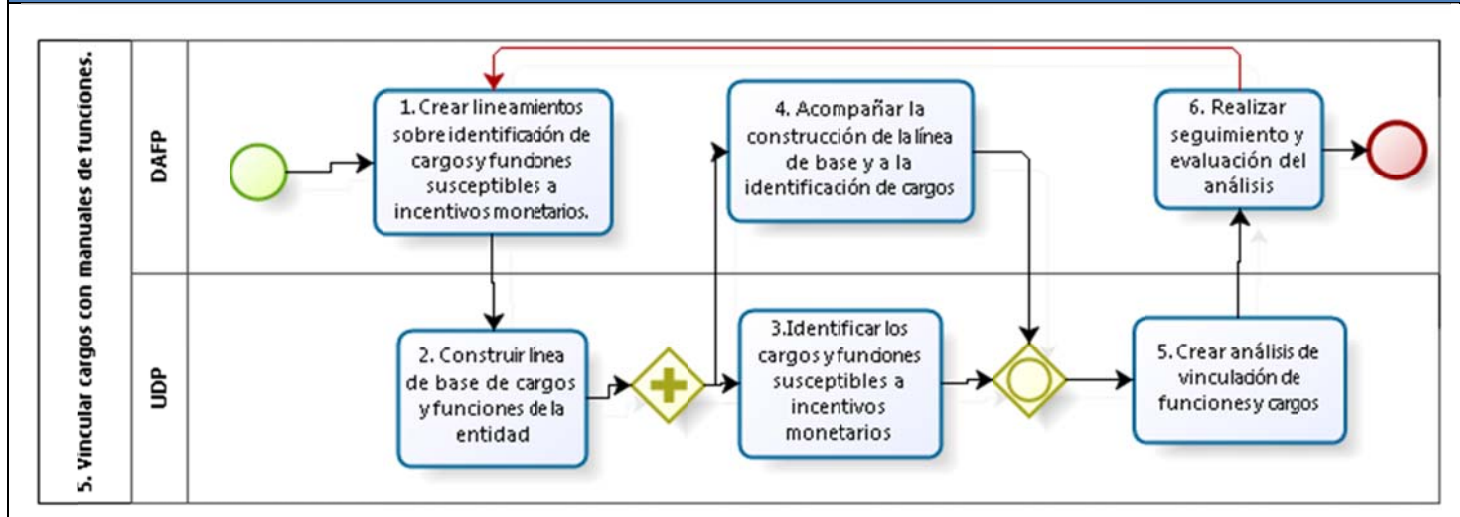 5. Vincular cargos con manuales de funciones.
DAFP
1. Crear lineamientos
sobre identificación de
cargos y funciones
susceptibles a
incentivos monetarios.
4. Acompañar la
construcción de la línea
de base y a la
identificación de cargos
6. Realizar
seguimiento y
evaluación del
análisis
UDP
2. Construir línea
de base de cargos
y funciones de la
entidad
3.Identificar los
cargos y funciones
susceptibles a
incentivos
monetarios
5. Crear análisis de
vinculación de
funciones y cargos